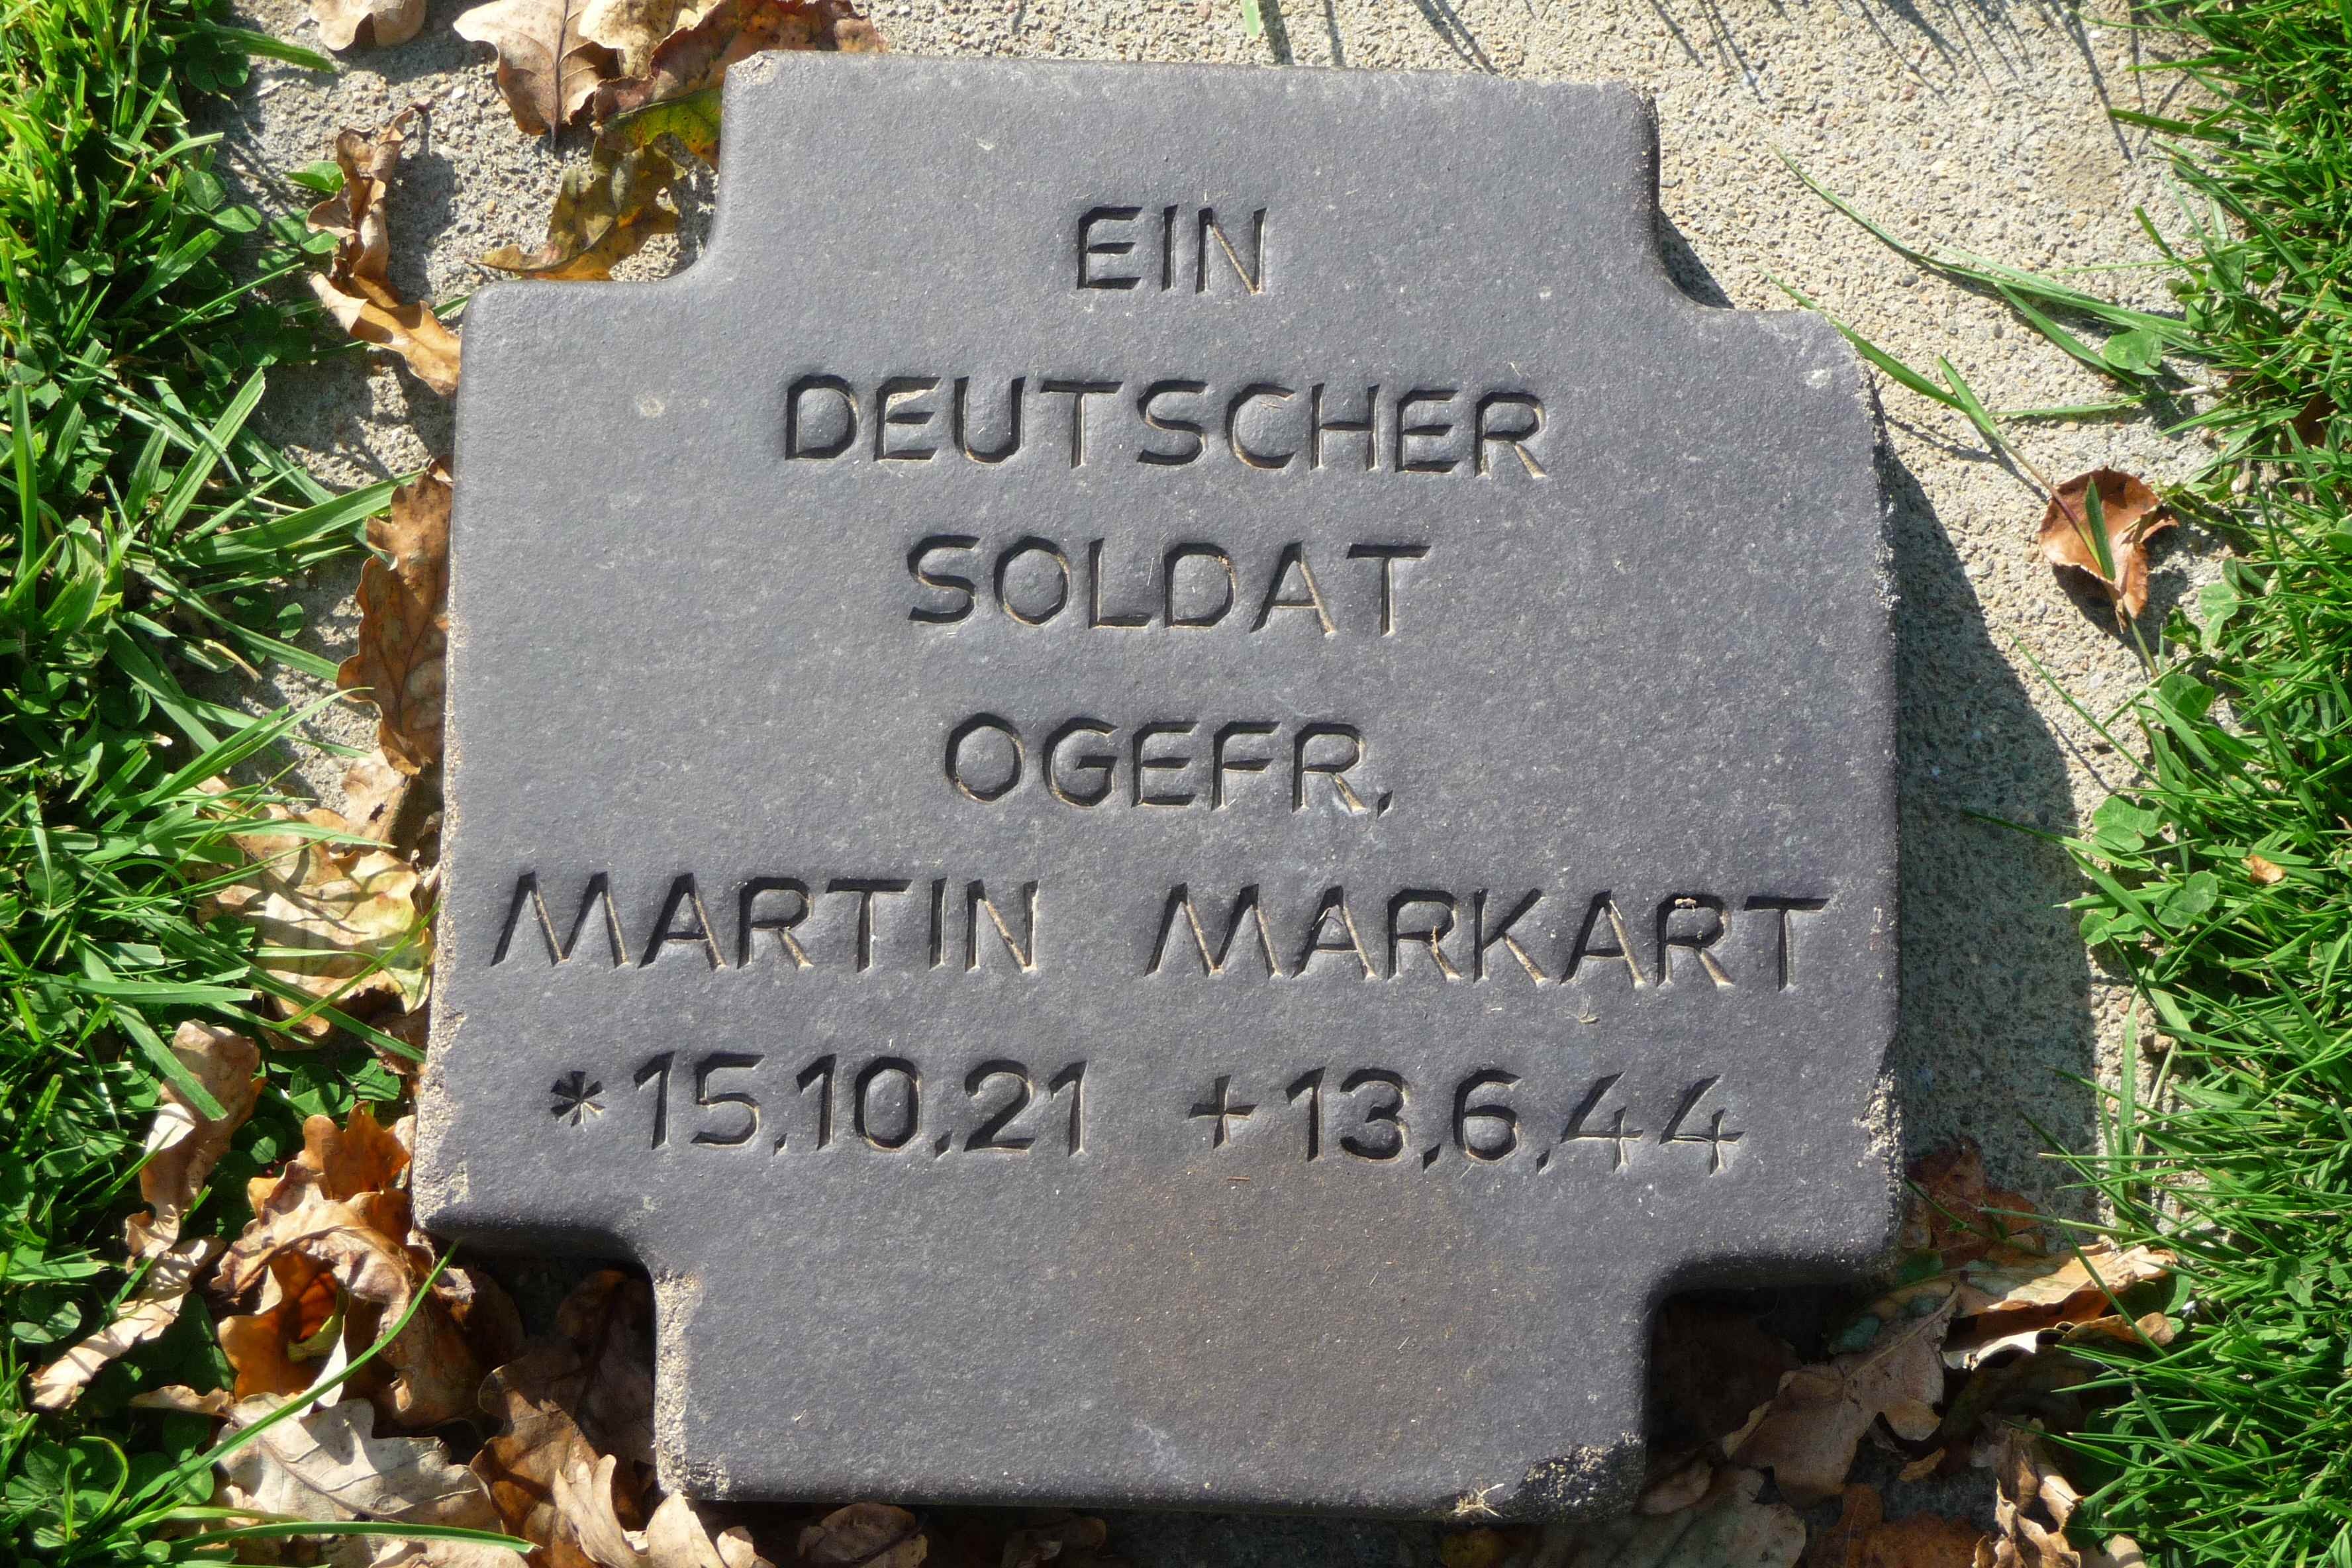 EIN
DEUTSCHER
SOLDAT
OGEFR.
MARTIN MARKART
*15.10.21 +13.6.44